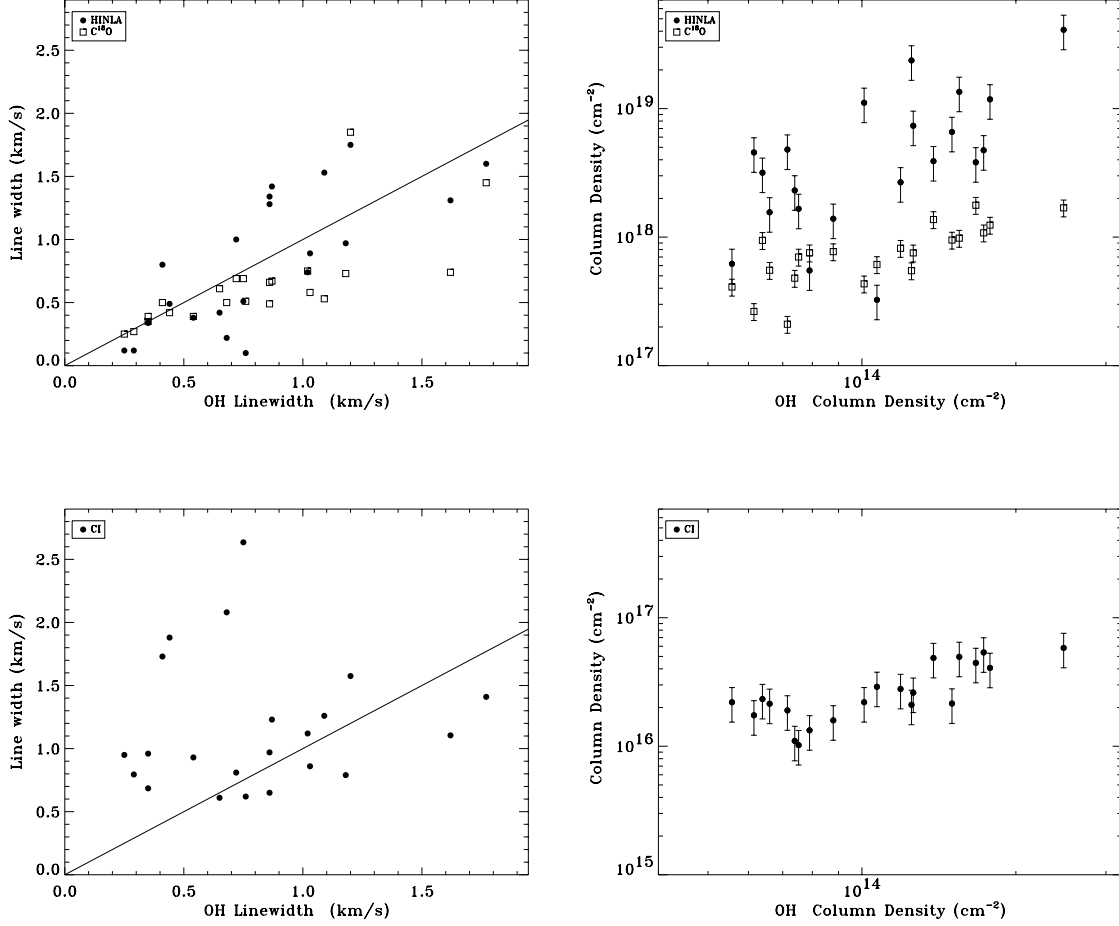 HINLA
C¹⁸O
2.5
2.0
1.5
1.0
0.5
0.0
Line width (km/s)
0.0 0.5 1.0 1.5
OH Linewidth (km/s)
HINLA
C¹⁸O
10¹⁹
10¹⁸
10¹⁷
Column Density (cm⁻²)
10¹⁴
OH Column Density (cm⁻²)
CI
2.5
2.0
1.5
1.0
0.5
0.0
Line width (km/s)
0.0 0.5 1.0 1.5
OH Linewidth (km/s)
CI
10¹⁷
10¹⁶
10¹⁵
Column Density (cm⁻²)
10¹⁴
OH Column Density (cm⁻²)